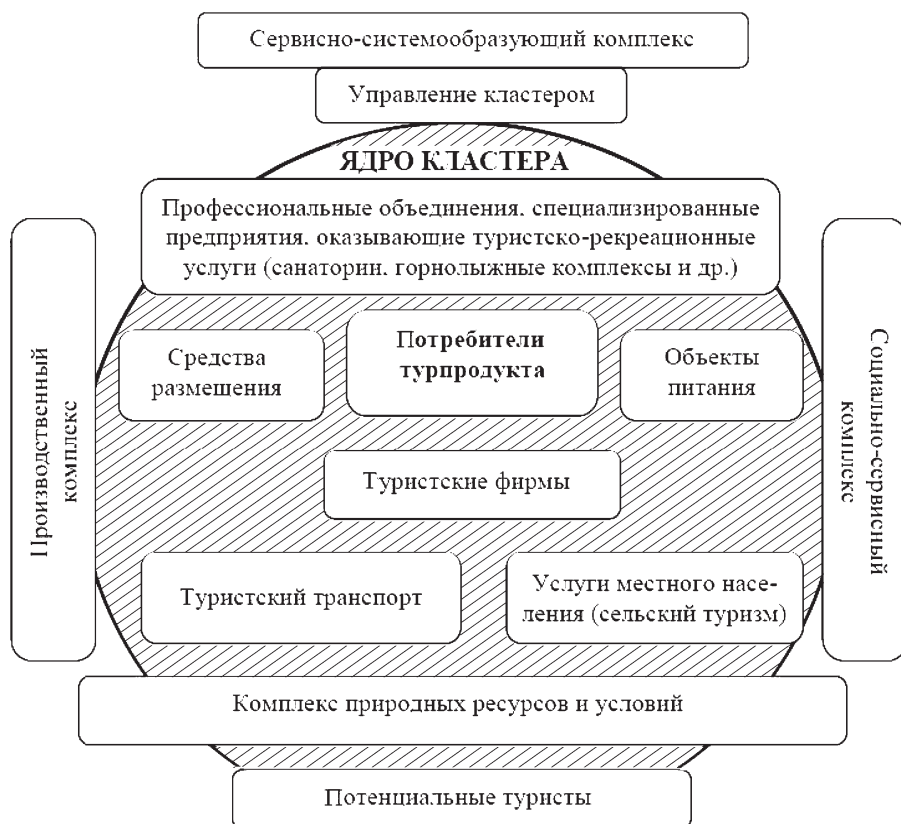 Сервисно-системообразующий комплекс
Управление кластером
ЯДРО КЛАСТЕРА
Профессиональные объединения, специализированные
предприятия, оказывающие туристско-рекреационные
услуги (санатории, горнолыжные комплексы и др.)
Производственный
комплекс
Средства
размещения
Потребители
турпродукта
Объекты
питания
Социально-сервисный
комплекс
Туристские фирмы
Туристский транспорт
Услуги местного насе-
ления (сельский туризм)
Комплекс природных ресурсов и условий
Потенциальные туристы